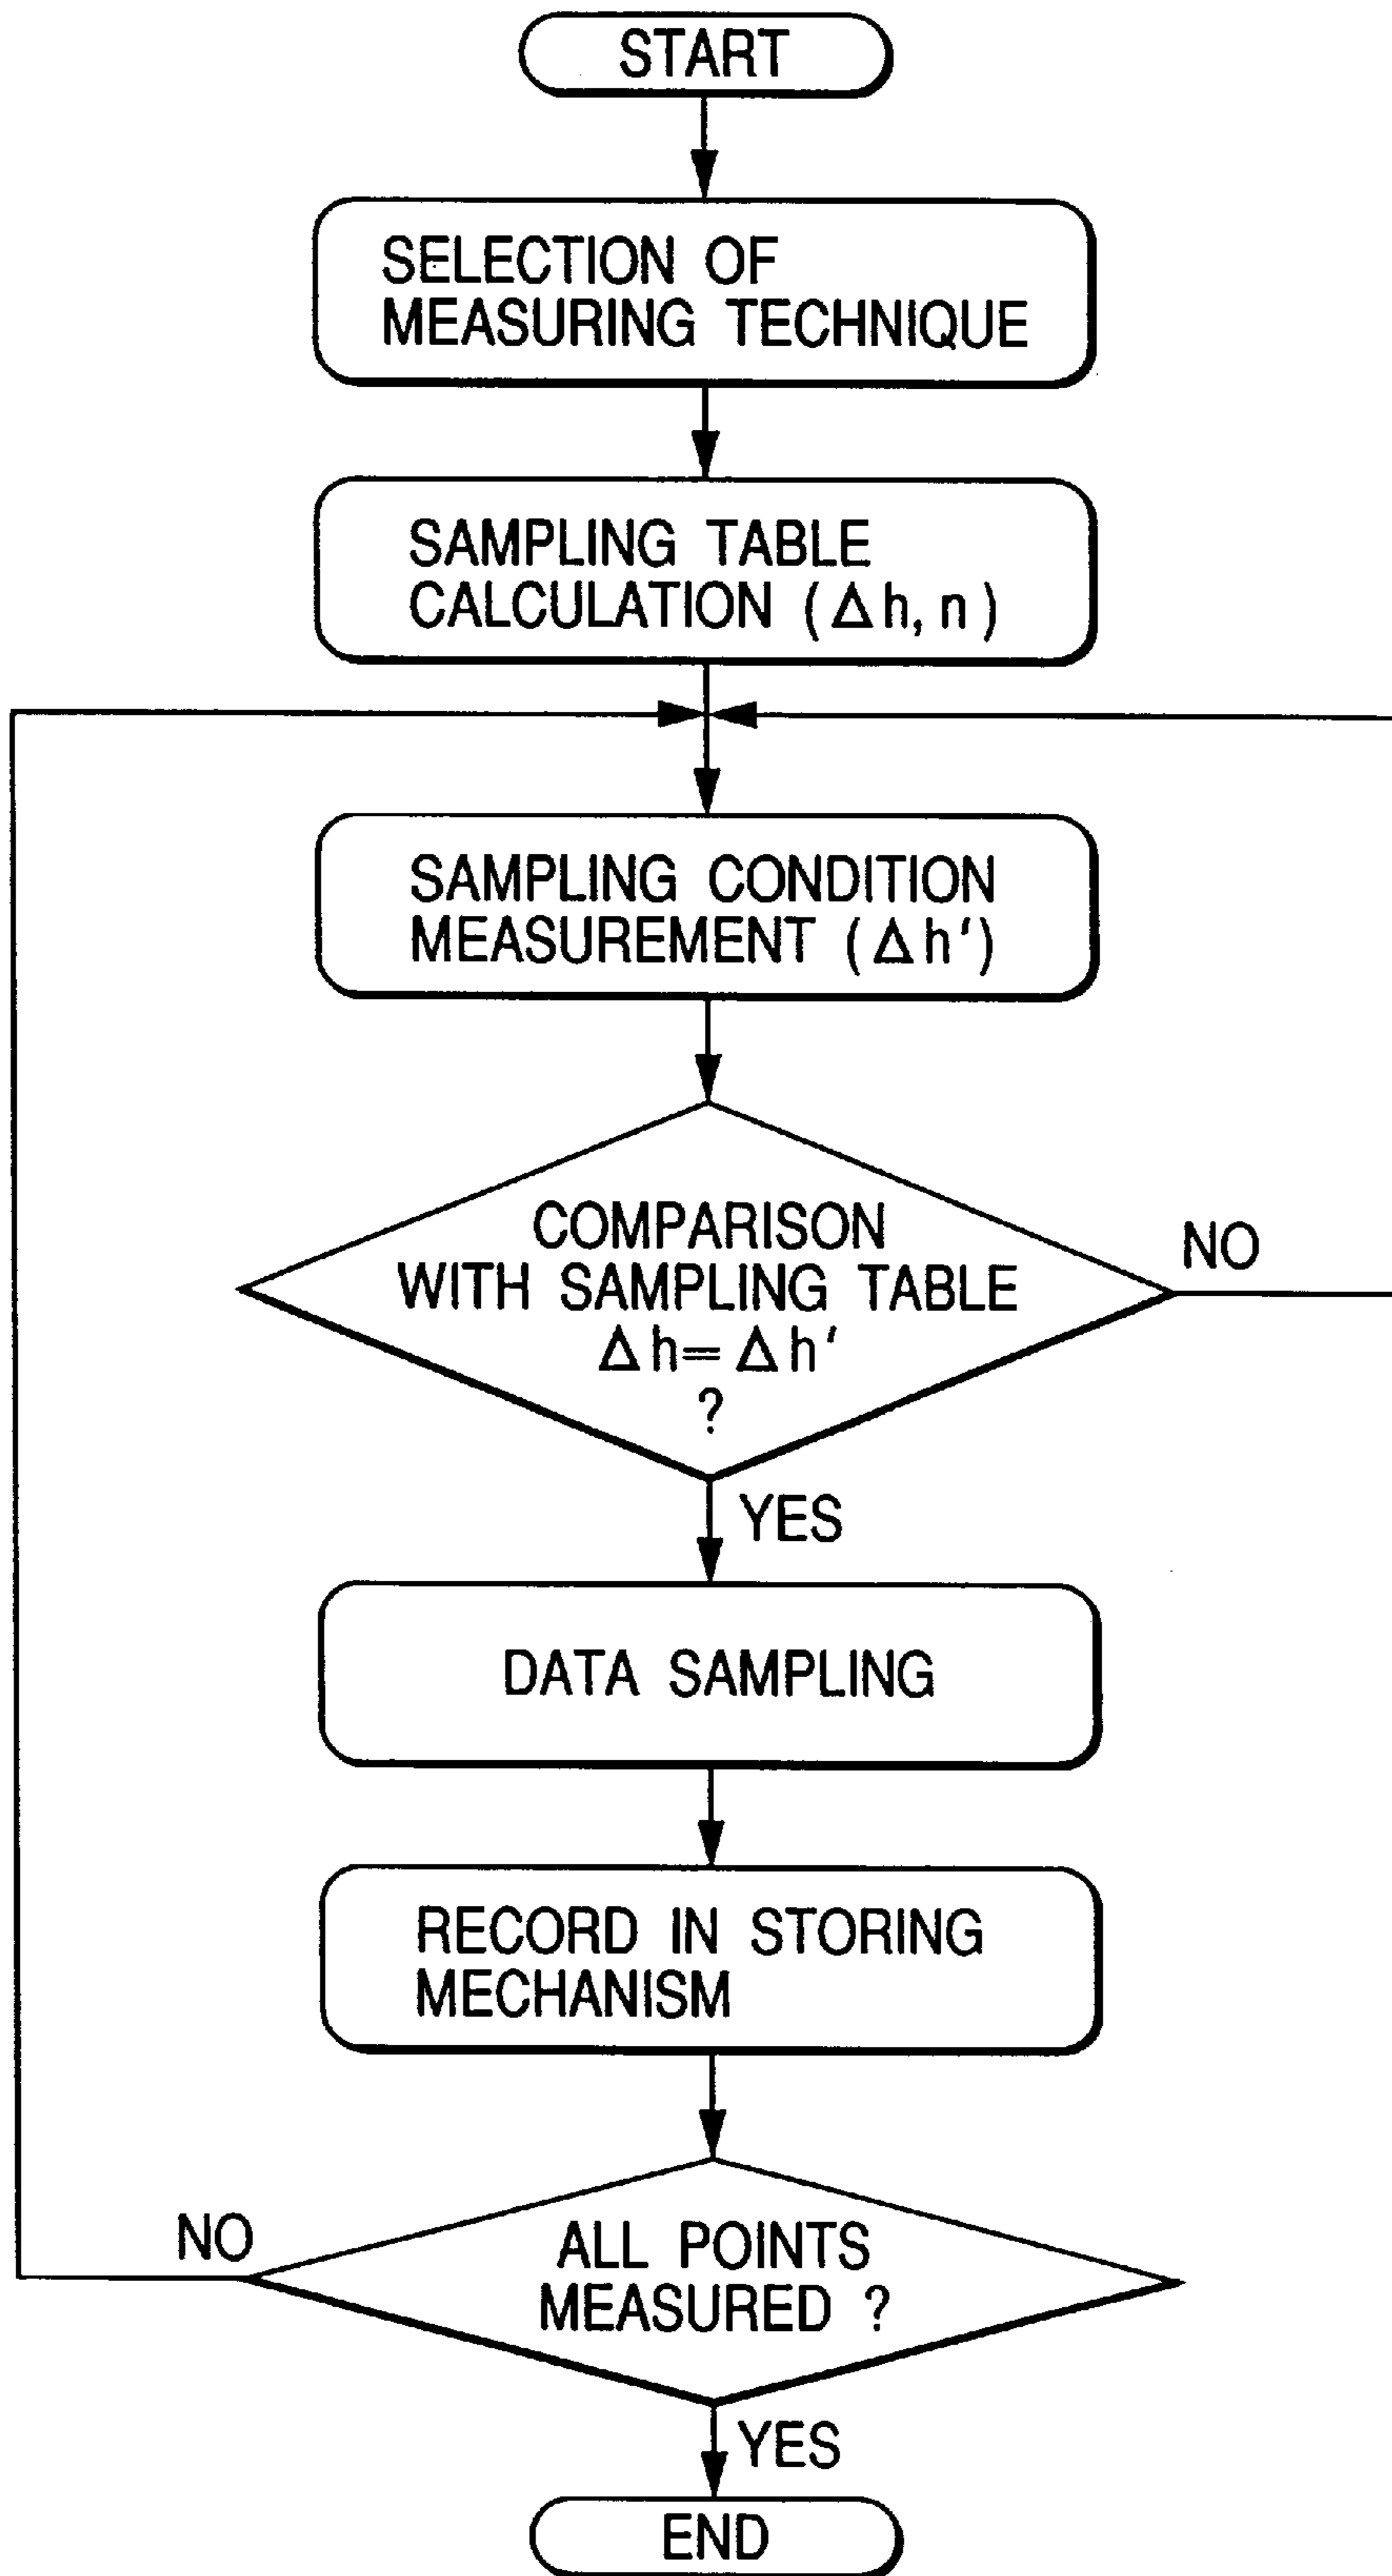 START
SELECTION OF
MEASURING TECHNIQUE
SAMPLING TABLE
CALCULATION (Δh, n)
SAMPLING CONDITION
MEASUREMENT (Δh')
COMPARISON
WITH SAMPLING TABLE
Δh=Δh'
?
NO
YES
DATA SAMPLING
RECORD IN STORING
MECHANISM
NO
ALL POINTS
MEASURED ?
YES
END